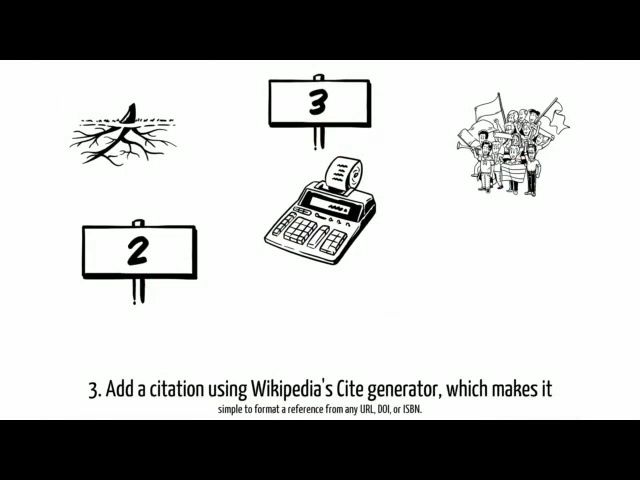 3
2
3. Add a citation using Wikipedia's Cite generator, which makes it
simple to format a reference from any URL, DOI, or ISBN.